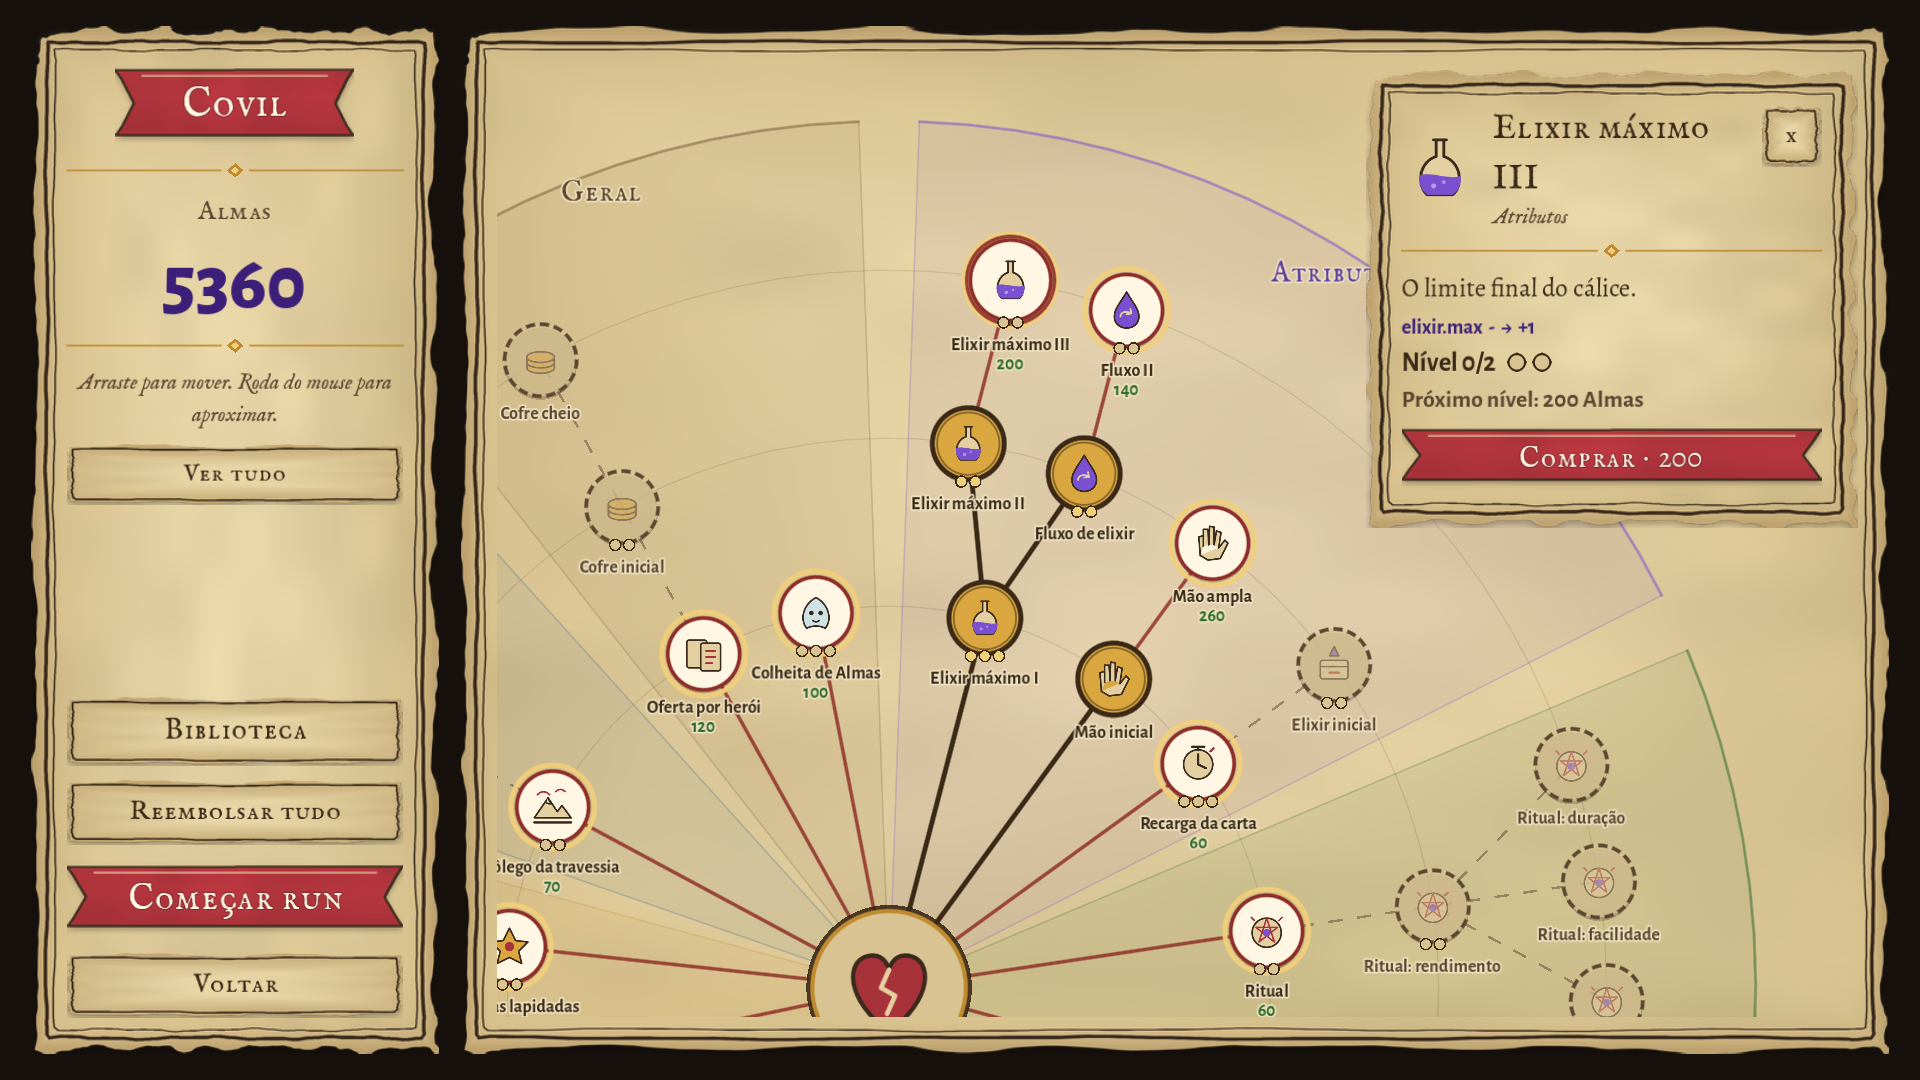 Covil
Almas
5360
Arraste para mover. Roda do mouse para
aproximar.
Ver tudo
Biblioteca
Reembolsar tudo
Começar run
Voltar
Geral
Elixir máximo III
200
Fluxo II
140
Cofre cheio
Elixir máximo II
Fluxo de elixir
Cofre inicial
Mão ampla
260
Colheita de Almas
100
Elixir máximo I
Oferta por herói
120
Mão inicial
Elixir inicial
Recarga da carta
60
Ritual: duração
da travessia
70
Ritual: facilidade
Ritual: rendimento
Ritual
60
lapidadas
Elixir máximo
III
Atributos
x
O limite final do cálice.
elixir.max - → +1
Nível 0/2
Próximo nível: 200 Almas
Comprar · 200